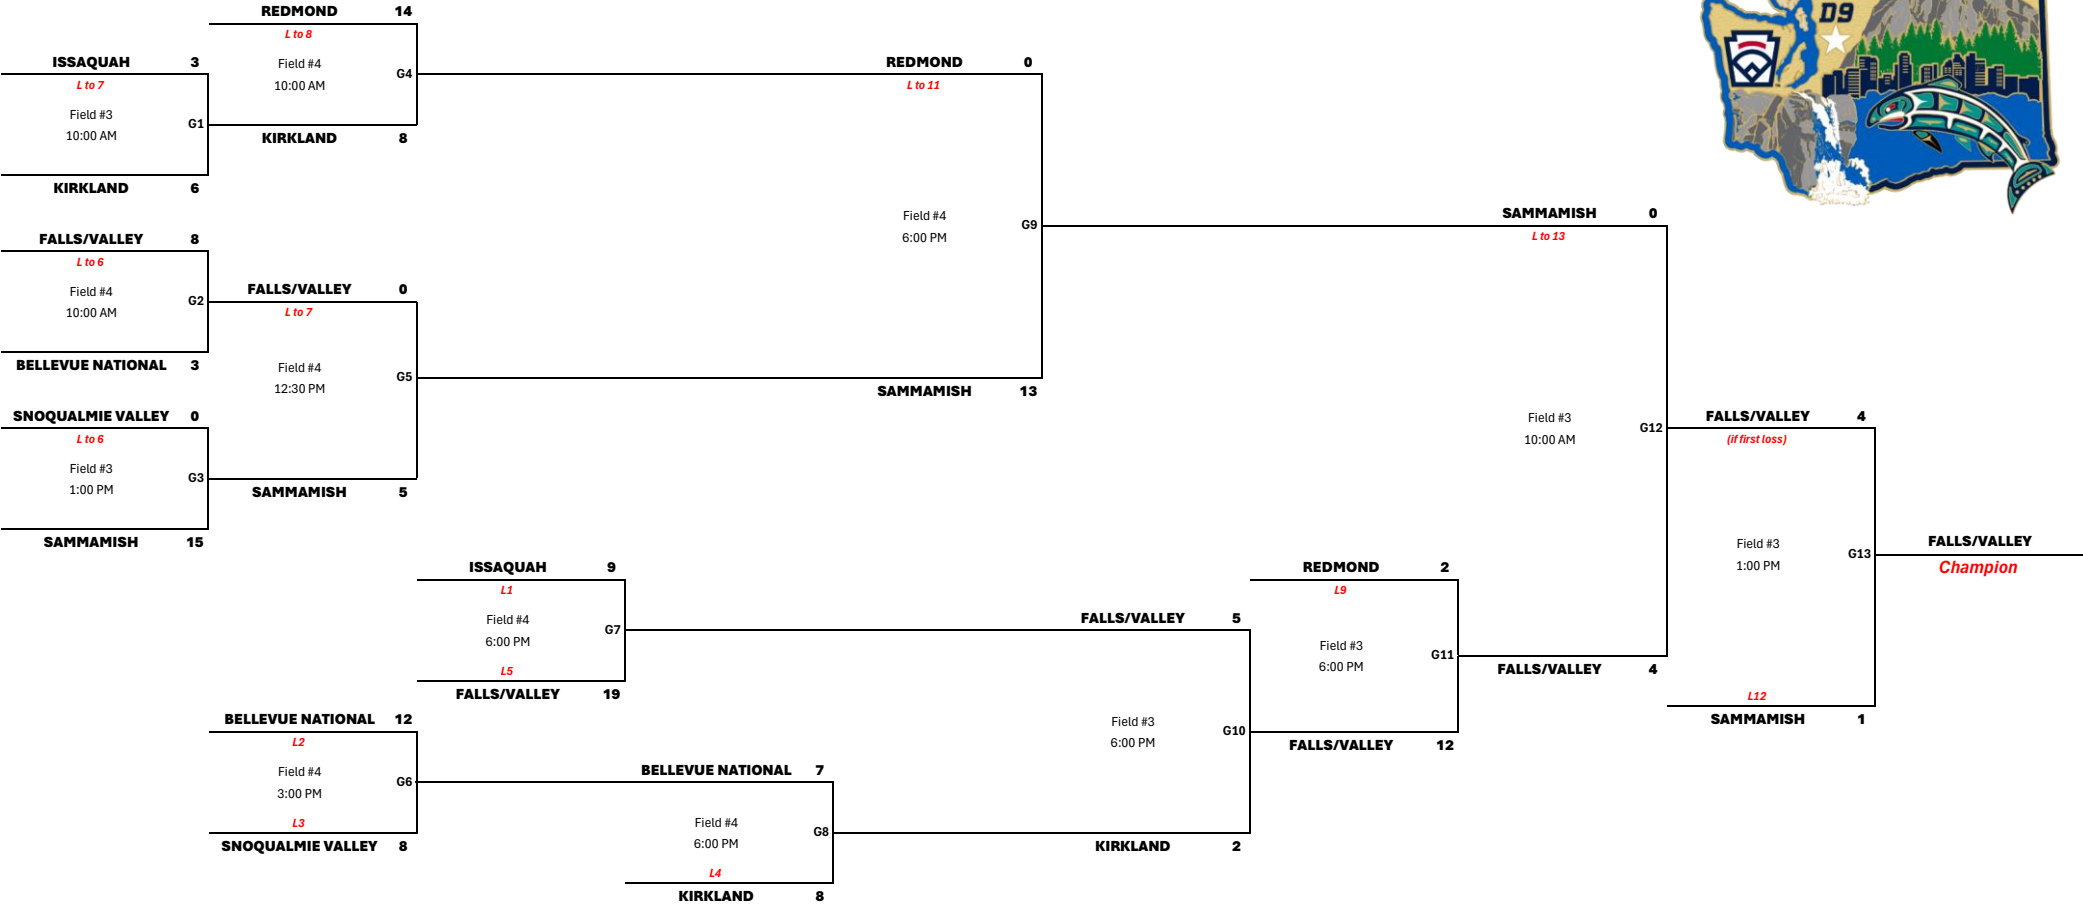 REDMOND 14
L to 8
Field #4
10:00 AM
G4
KIRKLAND 8
ISSAQUAH 3
L to 7
Field #3
10:00 AM
G1
KIRKLAND 6
FALLS/VALLEY 8
L to 6
Field #4
10:00 AM
G2
BELLEVUE NATIONAL 3
FALLS/VALLEY 0
L to 7
Field #4
12:30 PM
G5
SAMMAMISH 5
SNOQUALMIE VALLEY 0
L to 6
Field #3
1:00 PM
G3
SAMMAMISH 15
REDMOND 0
L to 11
Field #4
6:00 PM
G9
SAMMAMISH 13
D9
L
SAMMAMISH 0
L to 13
Field #3
10:00 AM
G12
FALLS/VALLEY 4
FALLS/VALLEY 4
(if first loss)
Field #3
1:00 PM
G13
L12
SAMMAMISH 1
FALLS/VALLEY
Champion
ISSAQUAH 9
L1
Field #4
6:00 PM
G7
L5
FALLS/VALLEY 19
BELLEVUE NATIONAL 12
L2
Field #4
3:00 PM
G6
L3
SNOQUALMIE VALLEY 8
BELLEVUE NATIONAL 7
Field #4
6:00 PM
G8
L4
KIRKLAND 8
FALLS/VALLEY 5
Field #3
6:00 PM
G10
KIRKLAND 2
REDMOND 2
L9
Field #3
6:00 PM
G11
FALLS/VALLEY 12